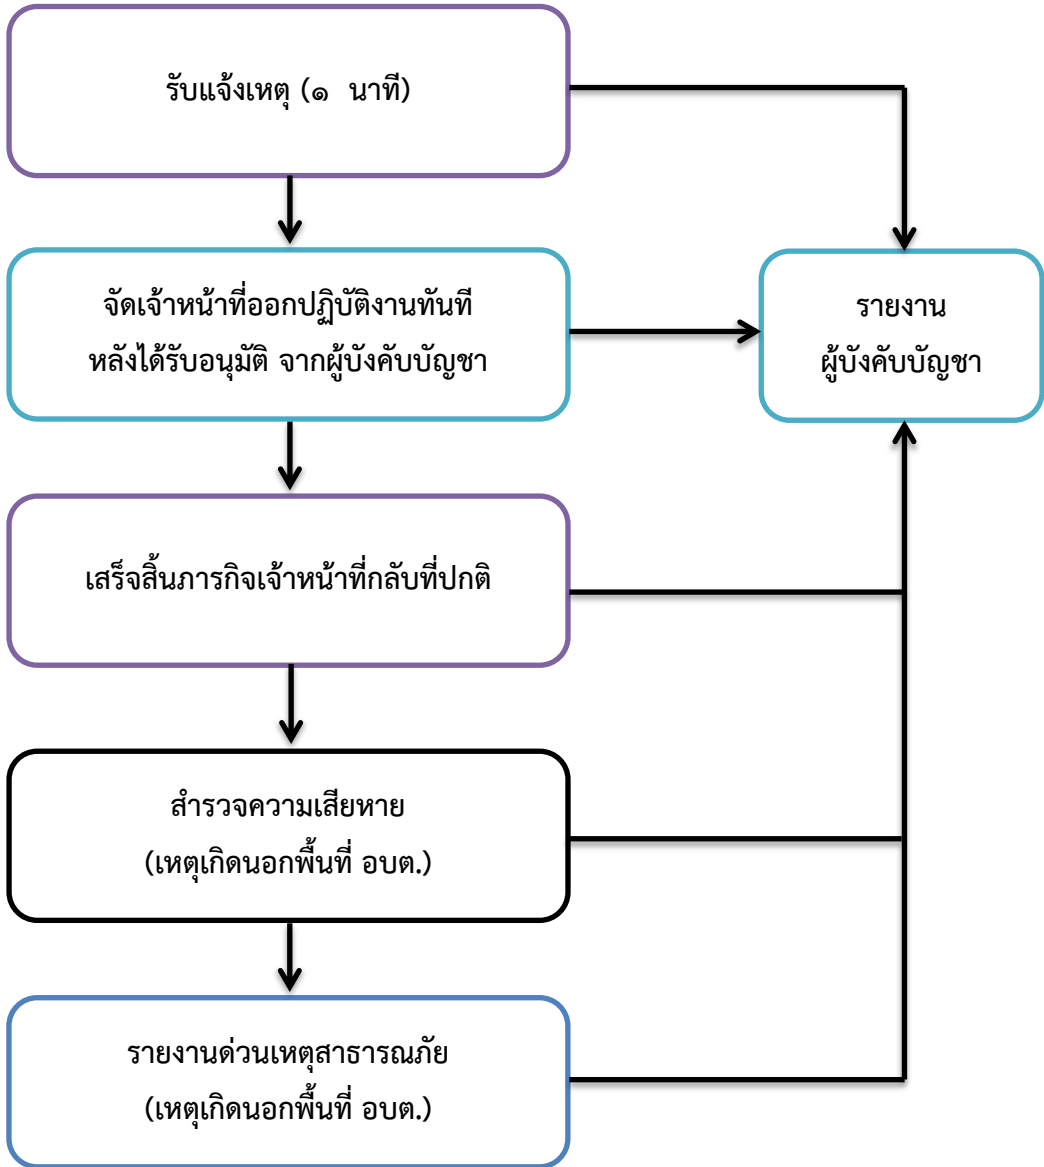 รับแจ้งเหตุ (๑ นาที)
จัดเจ้าหน้าที่ออกปฏิบัติงานทันที
หลังได้รับอนุมัติ จากผู้บังคับบัญชา
รายงาน
ผู้บังคับบัญชา
เสร็จสิ้นภารกิจเจ้าหน้าที่กลับที่ปกติ
สำรวจความเสียหาย
(เหตุเกิดนอกพื้นที่ อบต.)
รายงานด่วนเหตุสาธารณภัย
(เหตุเกิดนอกพื้นที่ อบต.)